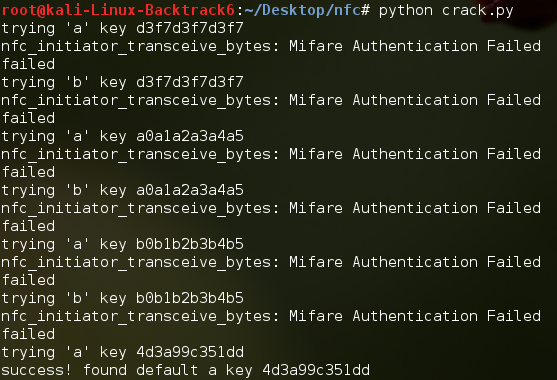 root@kali-Linux-Backtrack6:~/Desktop/nfc# python crack.py
trying 'a' key d3f7d3f7d3f7
nfc_initiator_transceive_bytes: Mifare Authentication Failed
failed
trying 'b' key d3f7d3f7d3f7
nfc_initiator_transceive_bytes: Mifare Authentication Failed
failed
trying 'a' key a0a1a2a3a4a5
nfc_initiator_transceive_bytes: Mifare Authentication Failed
failed
trying 'b' key a0a1a2a3a4a5
nfc_initiator_transceive_bytes: Mifare Authentication Failed
failed
trying 'a' key b0b1b2b3b4b5
nfc_initiator_transceive_bytes: Mifare Authentication Failed
failed
trying 'b' key b0b1b2b3b4b5
nfc_initiator_transceive_bytes: Mifare Authentication Failed
failed
trying 'a' key 4d3a99c351dd
success! found default a key 4d3a99c351dd